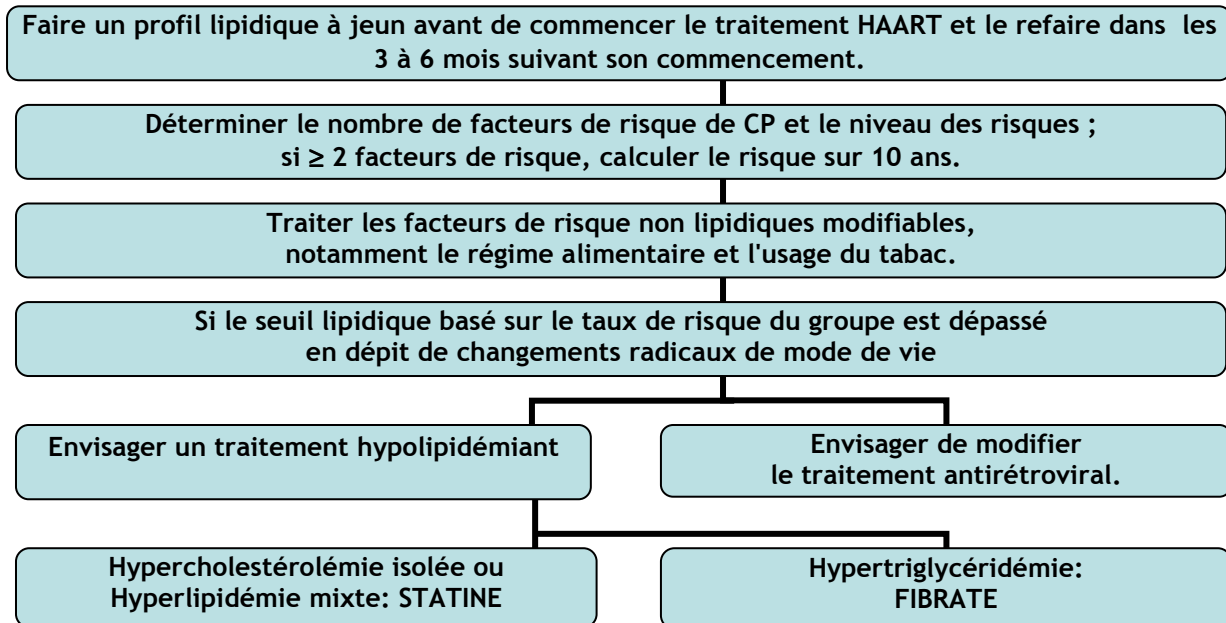 Faire un profil lipidique à jeun avant de commencer le traitement HAART et le refaire dans les
3 à 6 mois suivant son commencement.
Déterminer le nombre de facteurs de risque de CP et le niveau des risques ;
si ≥ 2 facteurs de risque, calculer le risque sur 10 ans.
Traiter les facteurs de risque non lipidiques modifiables,
notamment le régime alimentaire et l'usage du tabac.
Si le seuil lipidique basé sur le taux de risque du groupe est dépassé
en dépit de changements radicaux de mode de vie
Envisager un traitement hypolipidémiant
Envisager de modifier
le traitement antirétroviral.
Hypercholestérolémie isolée ou
Hyperlipidémie mixte: STATINE
Hypertriglycéridémie:
FIBRATE